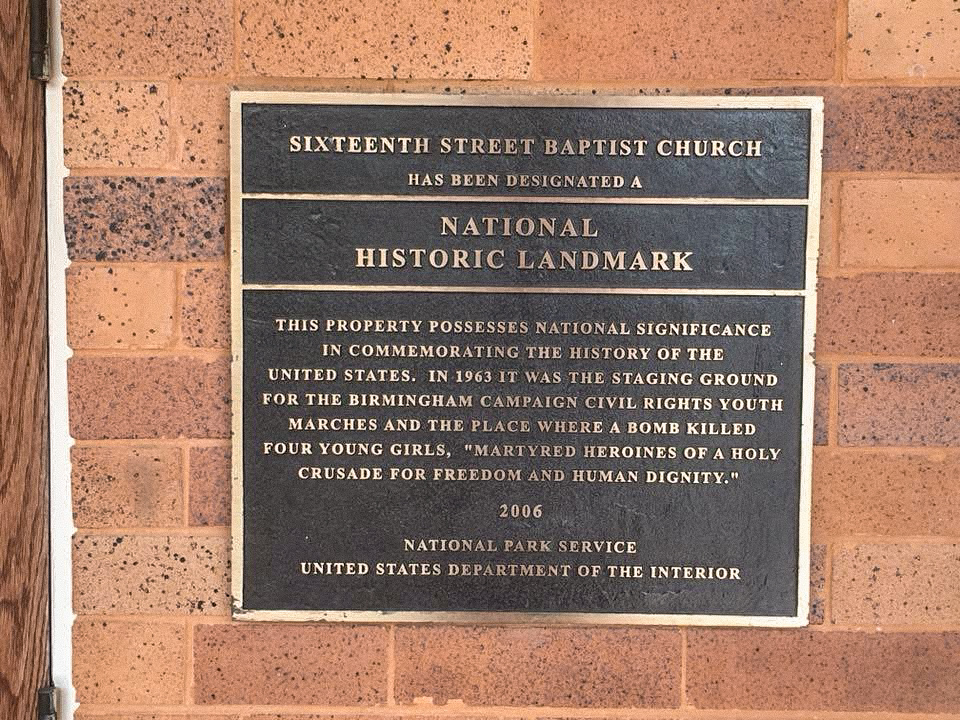 SIXTEENTH STREET BAPTIST CHURCH
HAS BEEN DESIGNATED A
NATIONAL
HISTORIC LANDMARK
THIS PROPERTY POSSESSES NATIONAL SIGNIFICANCE
IN COMMEMORATING THE HISTORY OF THE
UNITED STATES. IN 1963 IT WAS THE STAGING GROUND
FOR THE BIRMINGHAM CAMPAIGN CIVIL RIGHTS YOUTH
MARCHES AND THE PLACE WHERE A BOMB KILLED
FOUR YOUNG GIRLS, "MARTYRED HEROINES OF A HOLY
CRUSADE FOR FREEDOM AND HUMAN DIGNITY."
2006
NATIONAL PARK SERVICE
UNITED STATES DEPARTMENT OF THE INTERIOR